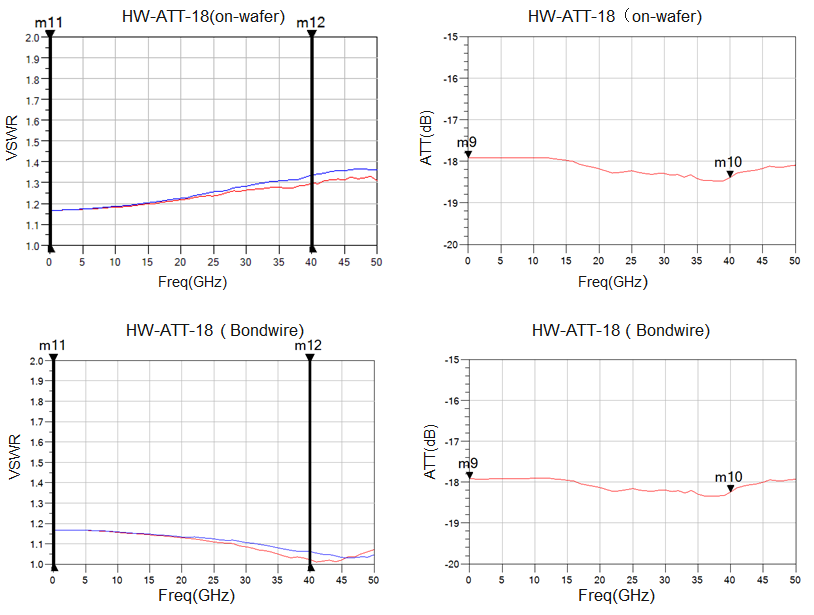 HW-ATT-18(on-wafer)
m11
m12
VSWR
2.0
1.9
1.8
1.7
1.6
1.5
1.4
1.3
1.2
1.1
1.0
0 5 10 15 20 25 30 35 40 45 50
Freq(GHz)
HW-ATT-18（on-wafer)
ATT(dB)
-15
-16
-17
-18
-19
-20
m9
m10
0 5 10 15 20 25 30 35 40 45 50
Freq(GHz)
HW-ATT-18 ( Bondwire)
m11
m12
VSWR
2.0
1.9
1.8
1.7
1.6
1.5
1.4
1.3
1.2
1.1
1.0
0 5 10 15 20 25 30 35 40 45 50
Freq(GHz)
HW-ATT-18 ( Bondwire)
ATT(dB)
-15
-16
-17
-18
-19
-20
m9
m10
0 5 10 15 20 25 30 35 40 45 50
Freq(GHz)